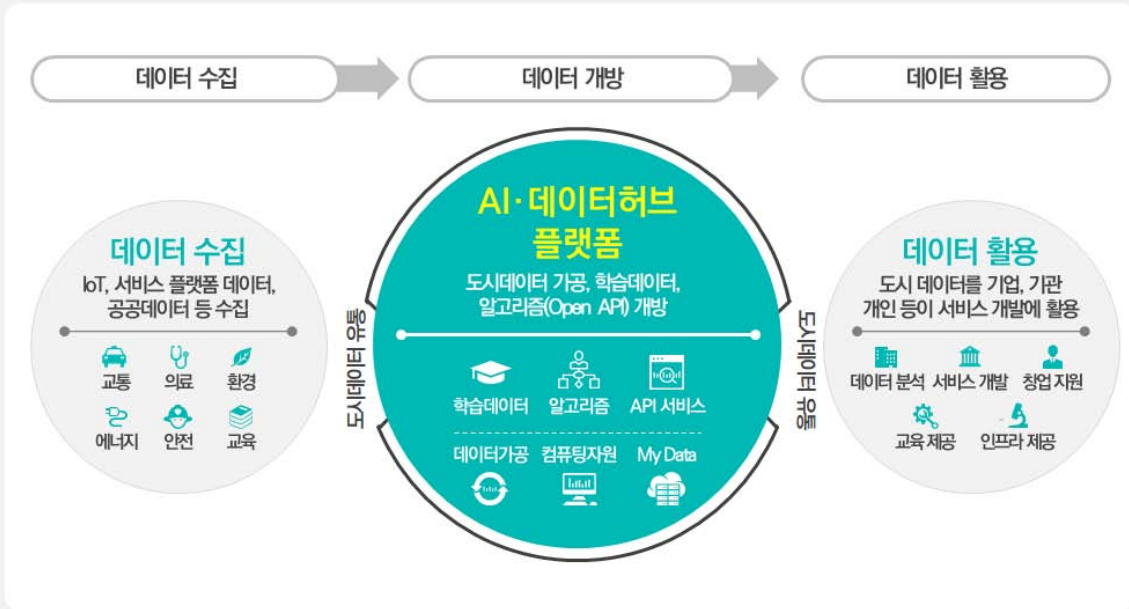 데이터 수집
데이터 개방
데이터 활용
데이터 수집
IoT, 서비스 플랫폼 데이터,
공공데이터 등 수집
교통 의료 환경
에너지 안전 교육
도시데이터 유통
AI·데이터허브
플랫폼
도시데이터 가공, 학습데이터,
알고리즘(Open API) 개방
학습데이터 알고리즘 API 서비스
데이터가공 컴퓨팅자원 My Data
도시데이터 유통
데이터 활용
도시 데이터를 기업, 기관
개인 등이 서비스 개발에 활용
데이터 분석 서비스 개발 창업 지원
교육 제공 인프라 제공